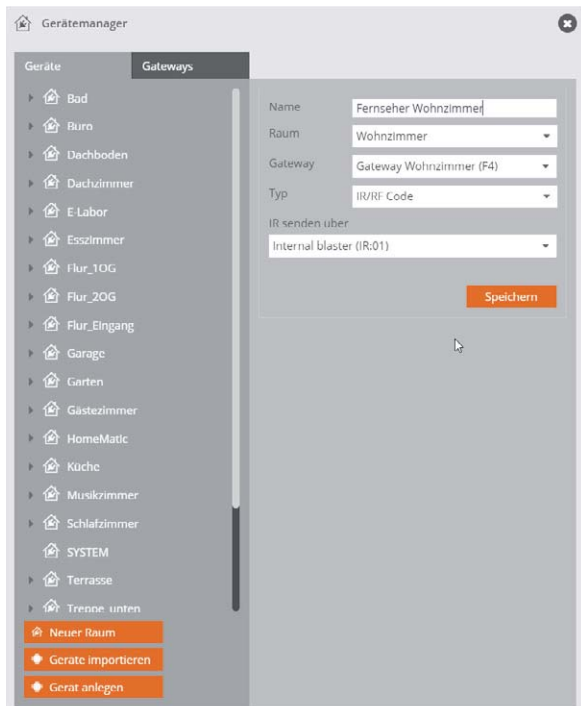 Gerätemanager
Geräte
Gateways
Bad
Büro
Dachboden
Dachzimmer
E-Labor
Esszimmer
Flur_1OG
Flur_2OG
Flur_Eingang
Garage
Garten
Gästezimmer
HomeMatic
Küche
Musikzimmer
Schlafzimmer
SYSTEM
Terrasse
Treppe_unten
Neuer Raum
Geräte importieren
Gerät anlegen
Name
Fernseher Wohnzimmer
Raum
Wohnzimmer
Gateway
Gateway Wohnzimmer (F4)
Typ
IR/RF Code
IR senden über
Internal blaster (IR:01)
Speichern